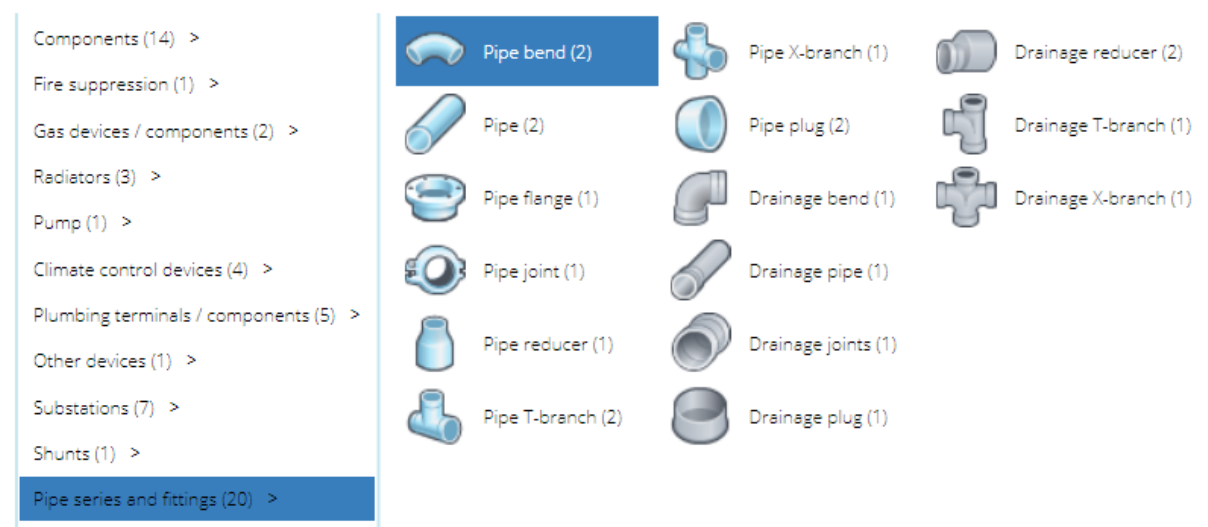 Components (14) >
Fire suppression (1) >
Gas devices / components (2) >
Radiators (3) >
Pump (1) >
Climate control devices (4) >
Plumbing terminals / components (5) >
Other devices (1) >
Substations (7) >
Shunts (1) >
Pipe series and fittings (20) >
Pipe bend (2)
Pipe (2)
Pipe flange (1)
Pipe joint (1)
Pipe reducer (1)
Pipe T-branch (2)
Pipe X-branch (1)
Pipe plug (2)
Drainage bend (1)
Drainage pipe (1)
Drainage joints (1)
Drainage plug (1)
Drainage reducer (2)
Drainage T-branch (1)
Drainage X-branch (1)